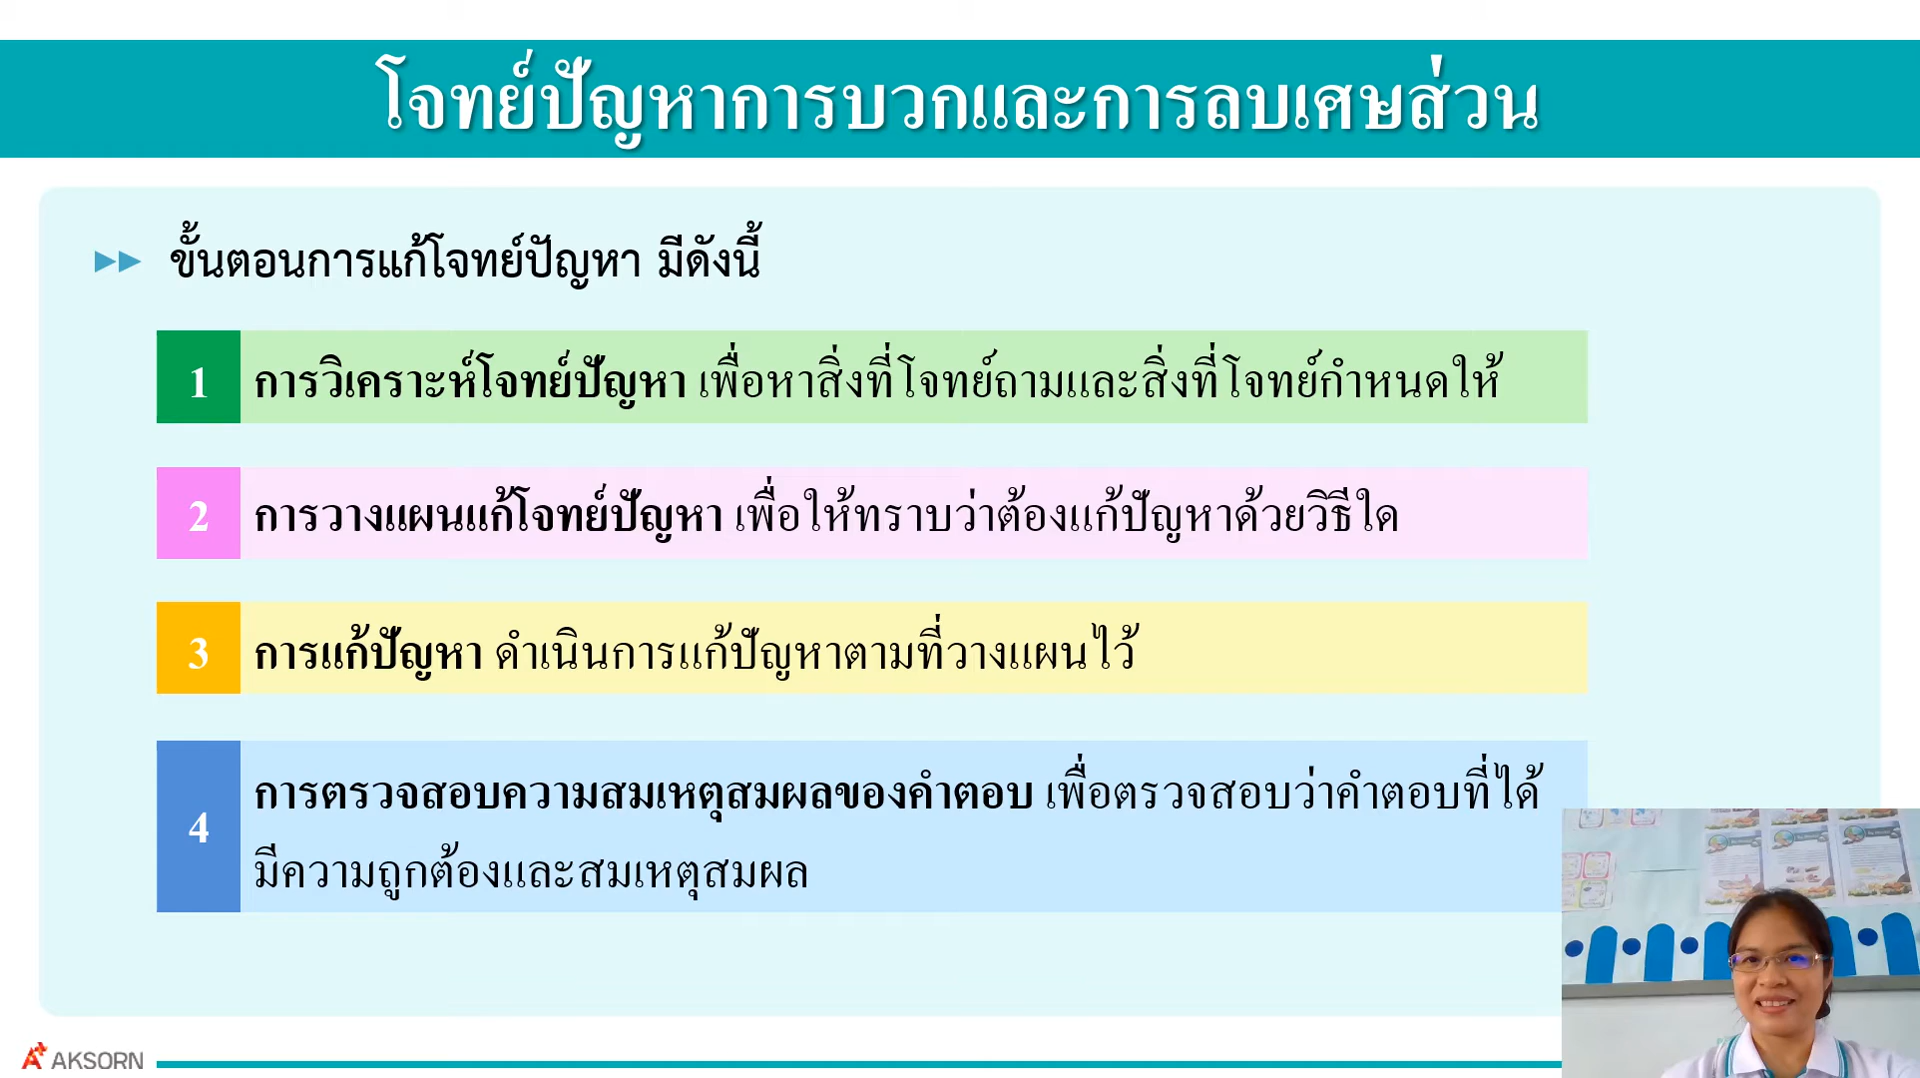 โจทย์ปัญหาการบวกและการลบเศษส่วน
ขั้นตอนการแก้โจทย์ปัญหา มีดังนี้
1 การวิเคราะห์โจทย์ปัญหา เพื่อหาสิ่งที่โจทย์ถามและสิ่งที่โจทย์กำหนดให้
2 การวางแผนแก้โจทย์ปัญหา เพื่อให้ทราบว่าต้องแก้ปัญหาด้วยวิธีใด
3 การแก้ปัญหา ดำเนินการแก้ปัญหาตามที่วางแผนไว้
4 การตรวจสอบความสมเหตุสมผลของคำตอบ เพื่อตรวจสอบว่าคำตอบที่ได้
มีความถูกต้องและสมเหตุสมผล
AKSORN